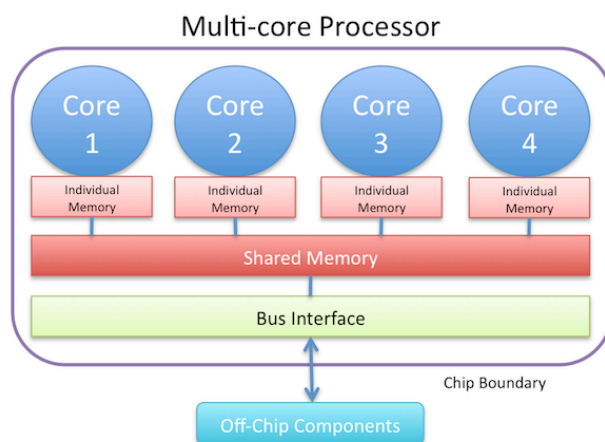 Multi-core Processor
Core
1
Core
2
Core
3
Core
4
Individual
Memory
Individual
Memory
Individual
Memory
Individual
Memory
Shared Memory
Bus Interface
Chip Boundary
Off-Chip Components